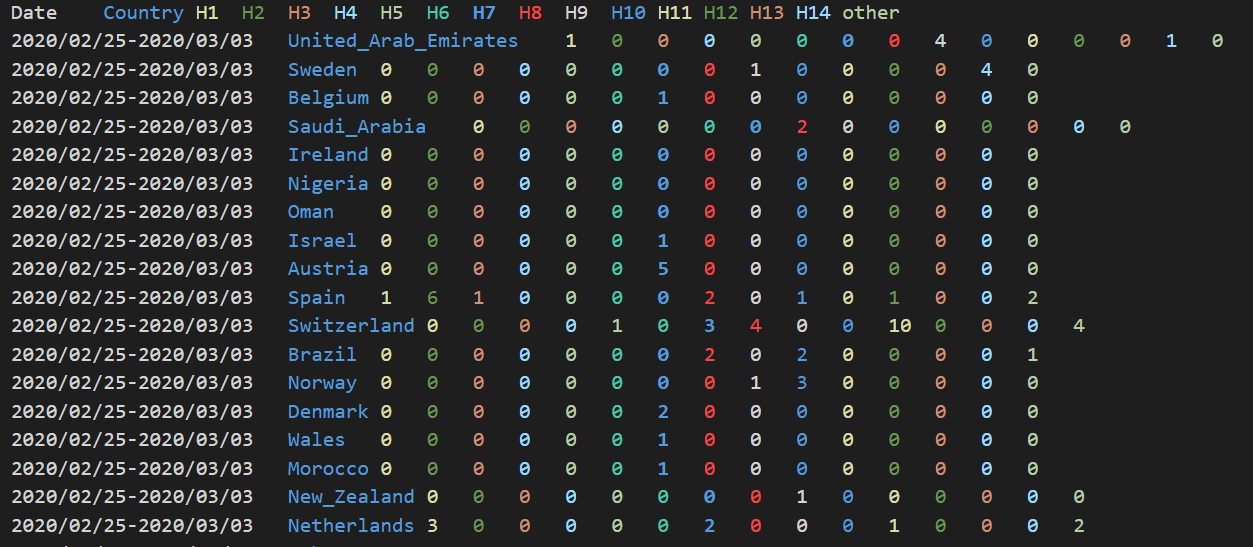 Date Country H1 H2 H3 H4 H5 H6 H7 H8 H9 H10 H11 H12 H13 H14 other
2020/02/25-2020/03/03 United_Arab_Emirates 1 0 0 0 0 0 0 0 4 0 0 0 0 1 0
2020/02/25-2020/03/03 Sweden 0 0 0 0 0 0 0 0 1 0 0 0 0 4 0
2020/02/25-2020/03/03 Belgium 0 0 0 0 0 0 1 0 0 0 0 0 0 0 0
2020/02/25-2020/03/03 Saudi_Arabia 0 0 0 0 0 0 0 2 0 0 0 0 0 0 0
2020/02/25-2020/03/03 Ireland 0 0 0 0 0 0 0 0 0 0 0 0 0 0 0
2020/02/25-2020/03/03 Nigeria 0 0 0 0 0 0 0 0 0 0 0 0 0 0 0
2020/02/25-2020/03/03 Oman 0 0 0 0 0 0 0 0 0 0 0 0 0 0 0
2020/02/25-2020/03/03 Israel 0 0 0 0 0 0 1 0 0 0 0 0 0 0 0
2020/02/25-2020/03/03 Austria 0 0 0 0 0 0 5 0 0 0 0 0 0 0 0
2020/02/25-2020/03/03 Spain 1 6 1 0 0 0 0 2 0 1 0 1 0 0 2
2020/02/25-2020/03/03 Switzerland 0 0 0 0 1 0 3 4 0 0 10 0 0 0 4
2020/02/25-2020/03/03 Brazil 0 0 0 0 0 0 0 2 0 2 0 0 0 0 1
2020/02/25-2020/03/03 Norway 0 0 0 0 0 0 0 0 1 3 0 0 0 0 0
2020/02/25-2020/03/03 Denmark 0 0 0 0 0 0 2 0 0 0 0 0 0 0 0
2020/02/25-2020/03/03 Wales 0 0 0 0 0 0 1 0 0 0 0 0 0 0 0
2020/02/25-2020/03/03 Morocco 0 0 0 0 0 0 1 0 0 0 0 0 0 0 0
2020/02/25-2020/03/03 New_Zealand 0 0 0 0 0 0 0 0 1 0 0 0 0 0 0
2020/02/25-2020/03/03 Netherlands 3 0 0 0 0 0 2 0 0 0 1 0 0 0 2